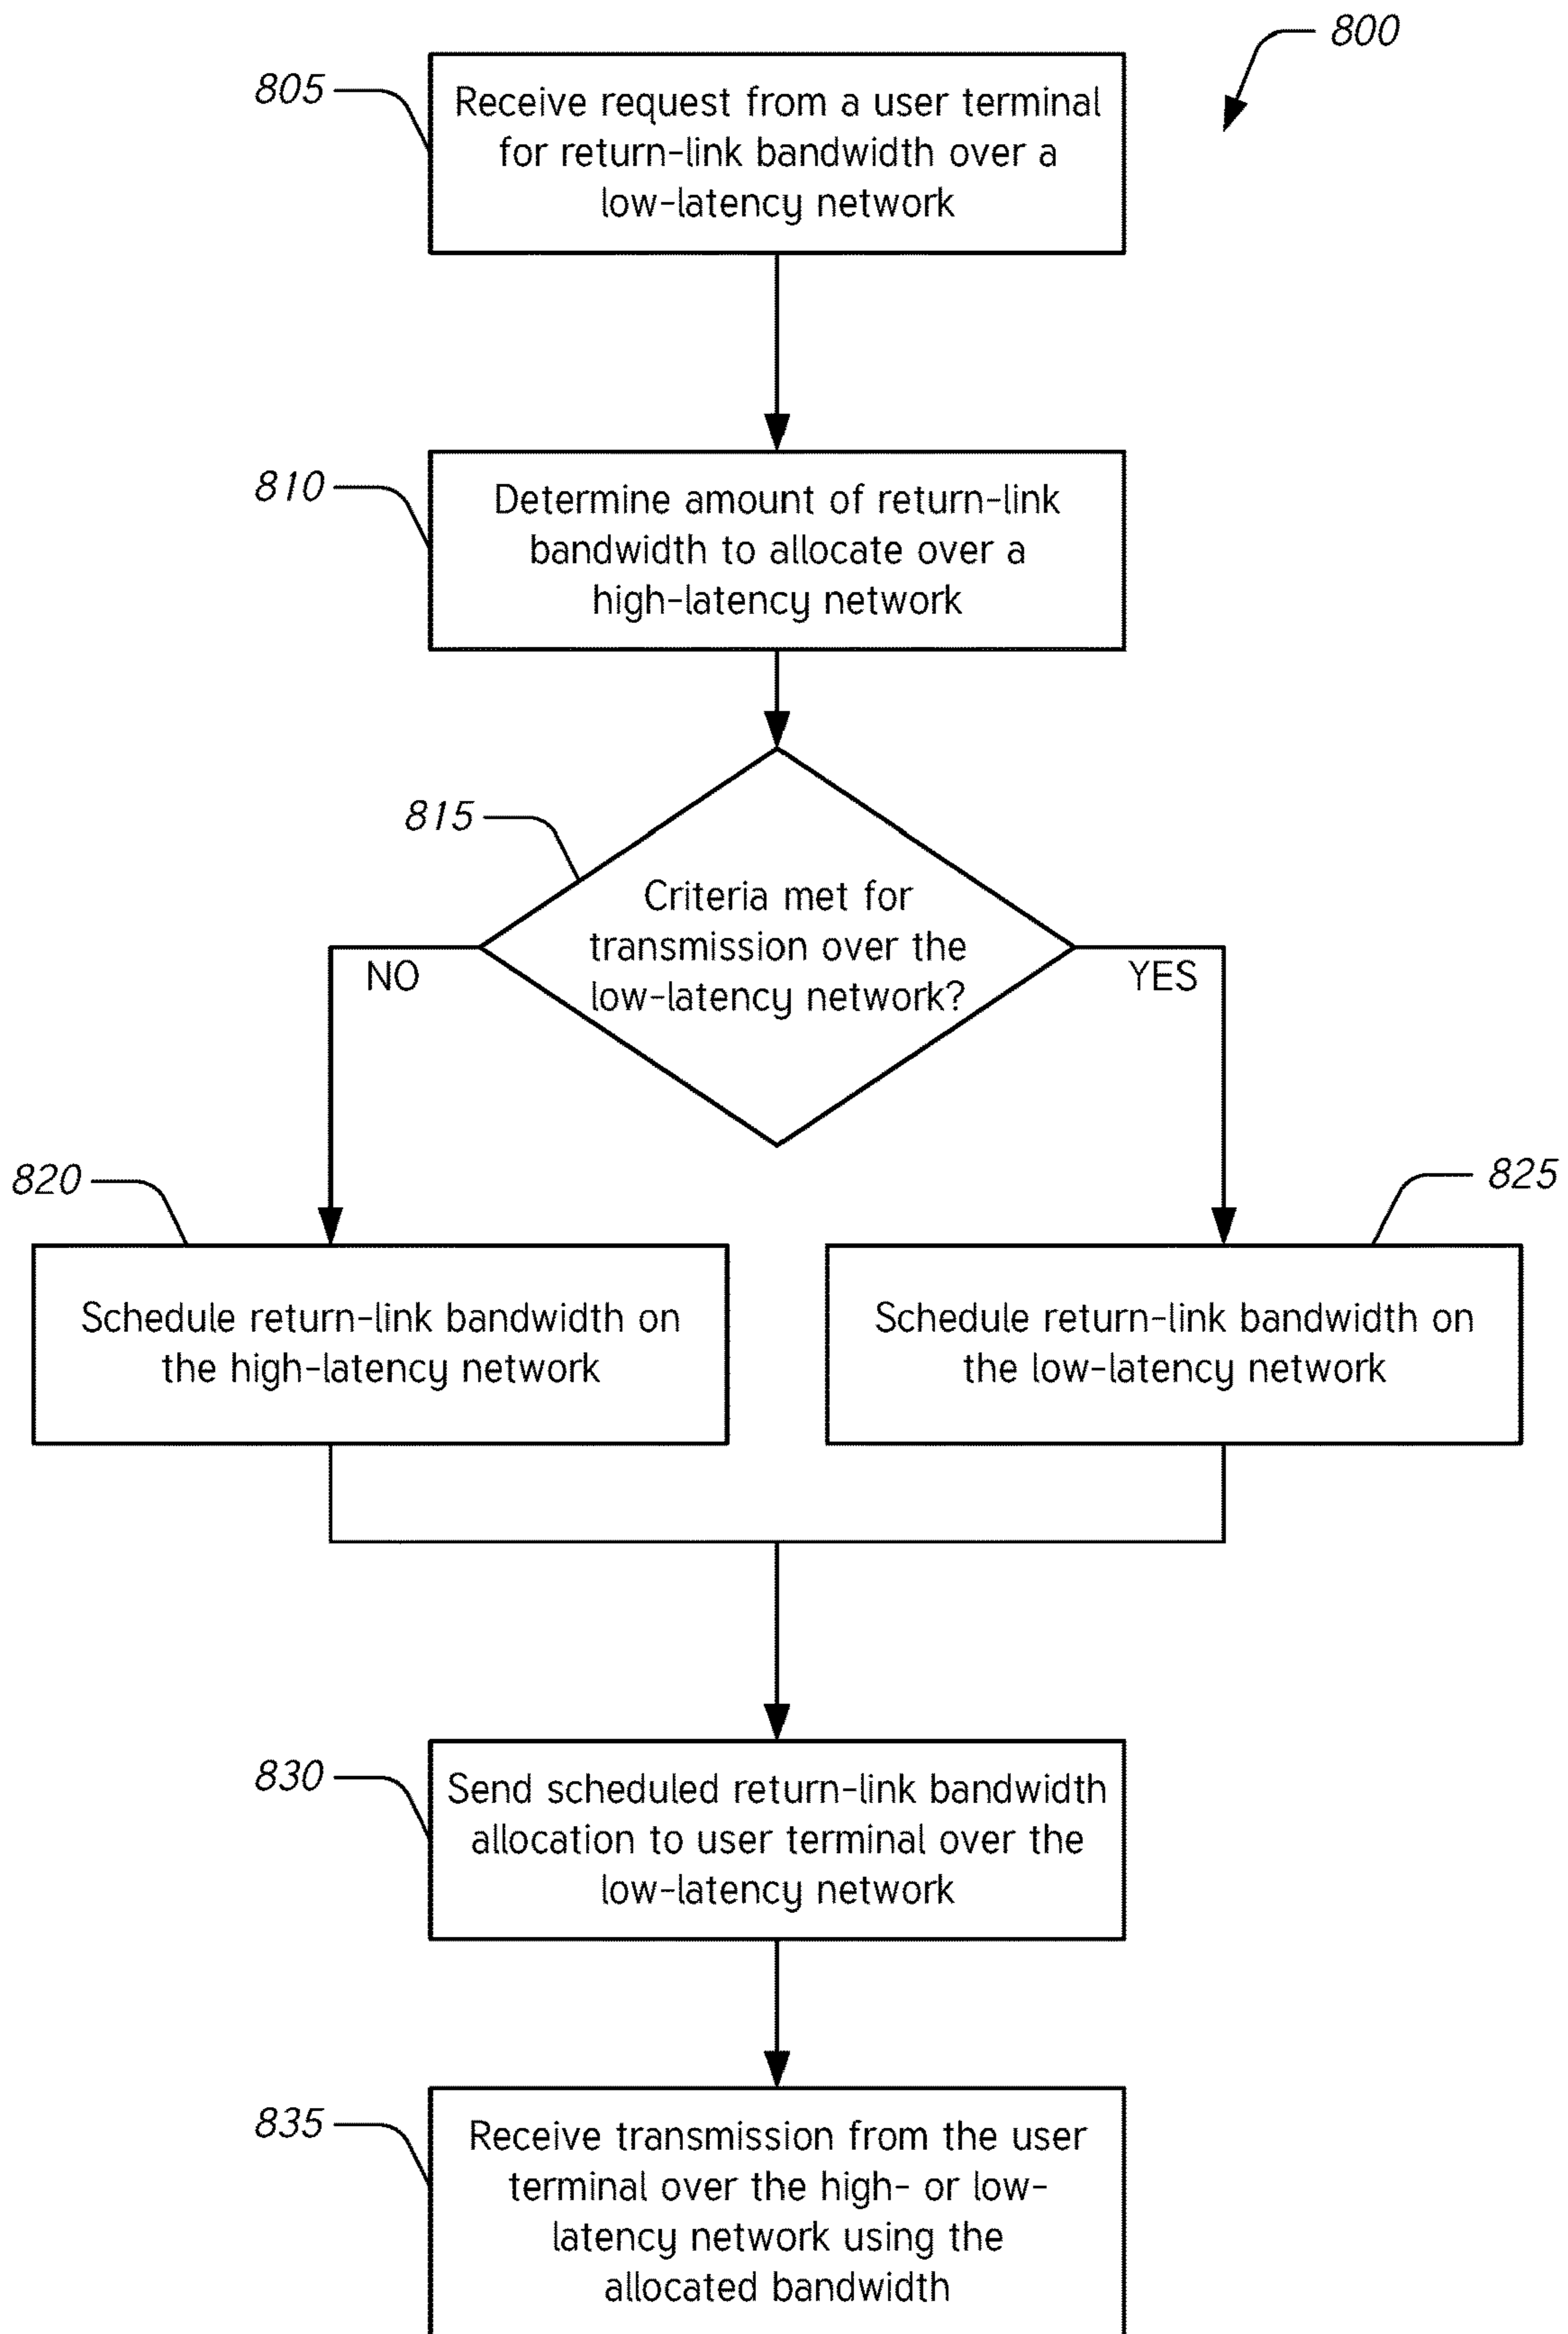 800
805
Receive request from a user terminal
for return-link bandwidth over a
low-latency network
810
Determine amount of return-link
bandwidth to allocate over a
high-latency network
815
Criteria met for
transmission over the
low-latency network?
NO
YES
820
825
Schedule return-link bandwidth on
the high-latency network
Schedule return-link bandwidth on
the low-latency network
830
Send scheduled return-link bandwidth
allocation to user terminal over the
low-latency network
835
Receive transmission from the user
terminal over the high- or low-
latency network using the
allocated bandwidth